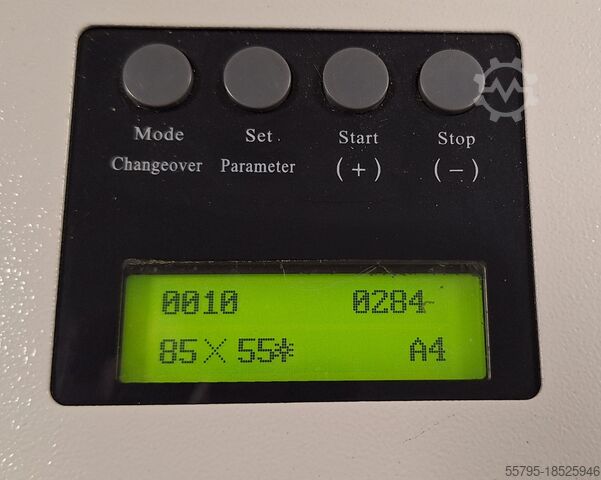 Mode Set Start Stop
Changeover Parameter (+) (-)
0010 0284
85×55* A4
55795-18525946